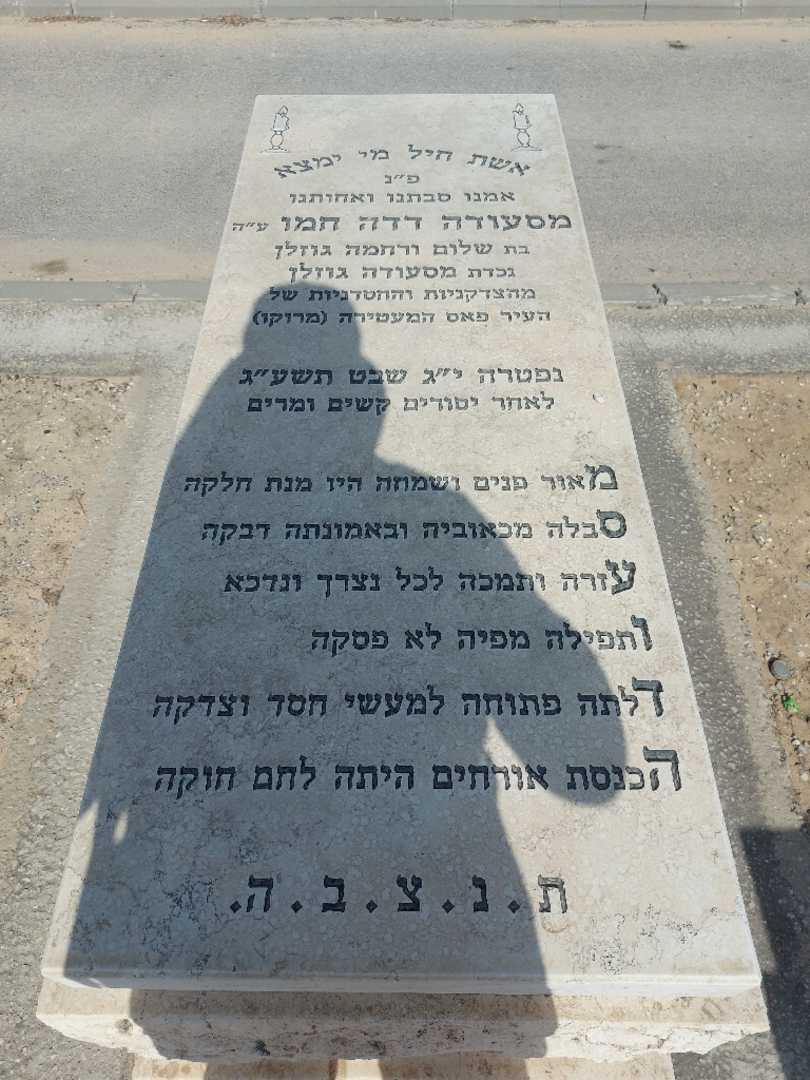 אשת חיל מי ימצא
פ״נ
אמנו סבתנו ואחותנו
מסעודה דדה חמו ע״ה
בת שלום ורחמה גוזלן
נכדת מסעודה גוזלן
מהצדקניות והחסדניות של
העיר פאס המעטירה (מרוקו)
נפטרה י״ג שבט תשע״ג
לאחר יסורים קשים ומרים
מאור פנים ושמחה היו מנת חלקה
סבלה מכאוביה ובאמונתה דבקה
עזרה ותמכה לכל נצרך ונדכא
ותפילה מפיה לא פסקה
דלתה פתוחה למעשי חסד וצדקה
הכנסת אורחים היתה לחם חוקה
ת.נ.צ.ב.ה.